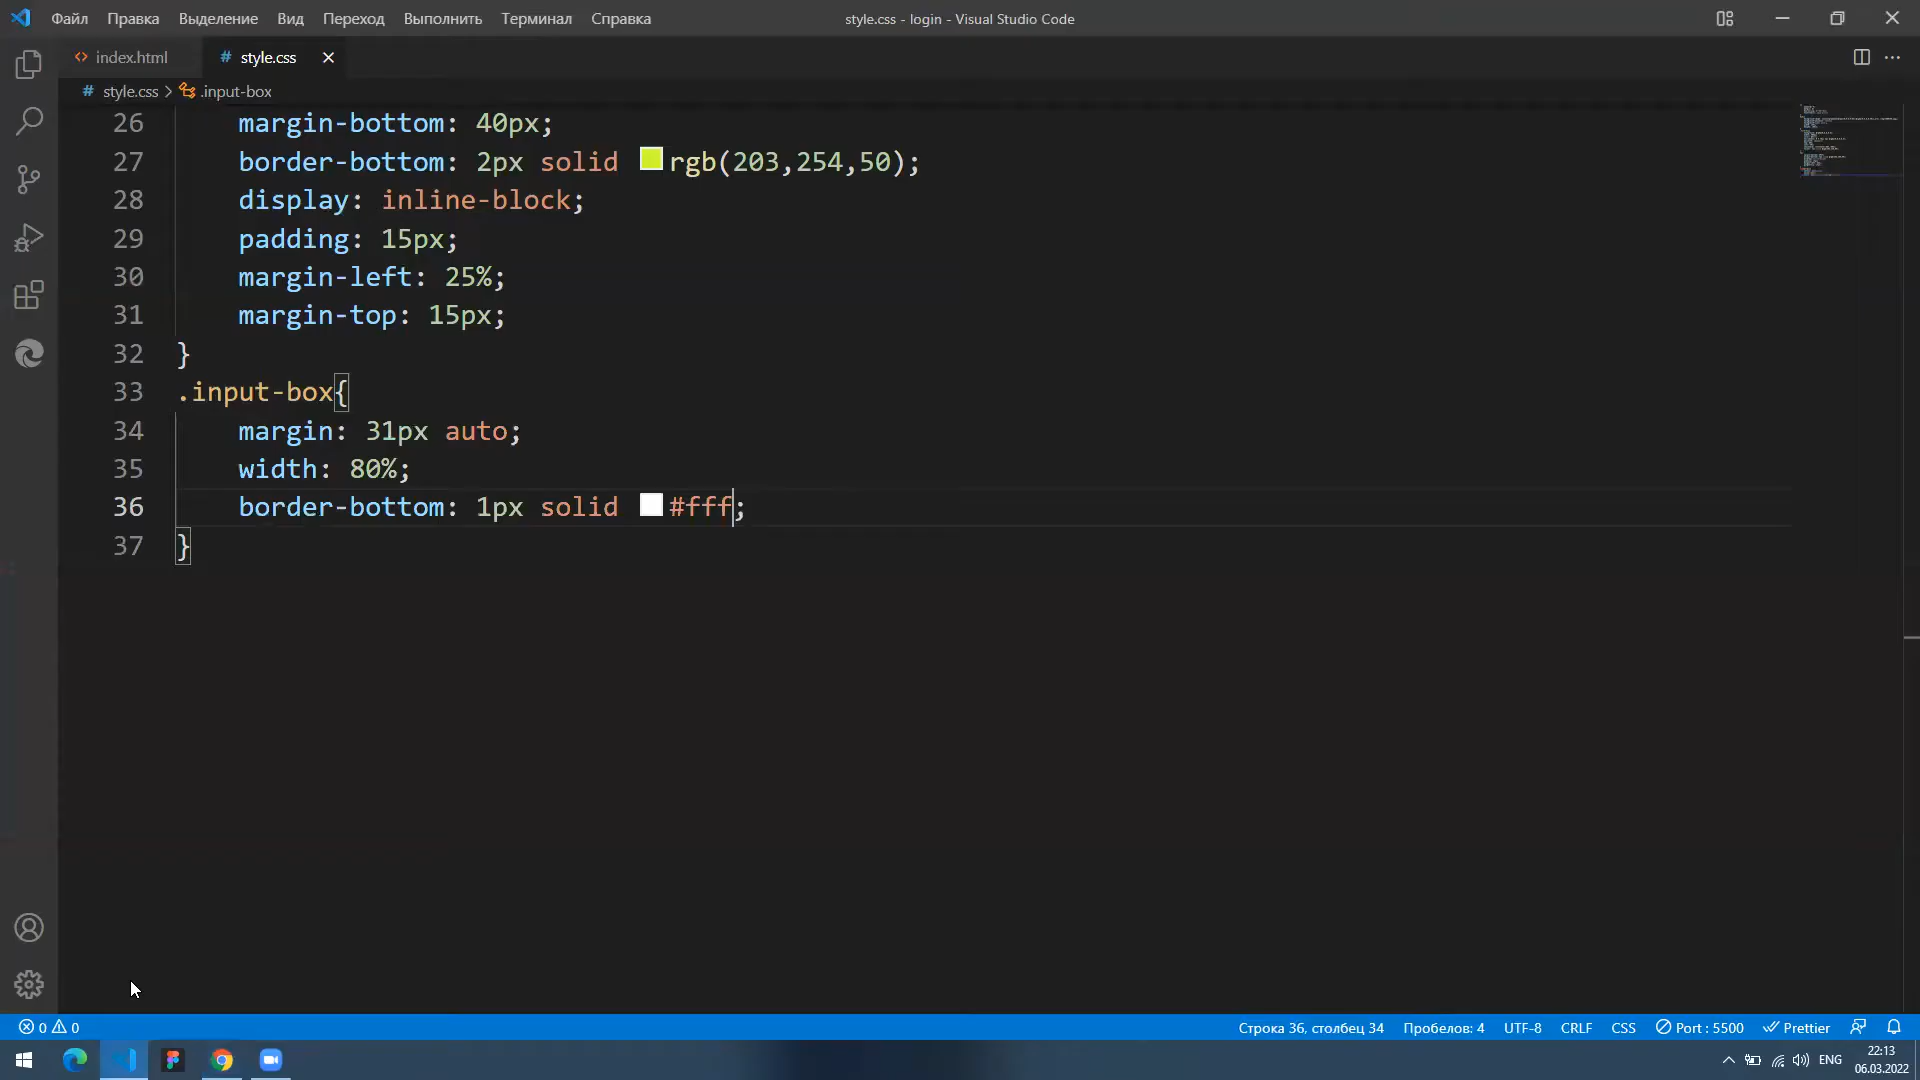 Файл Правка Выделение Вид Переход Выполнить Терминал Справка style.css - login - Visual Studio Code
index.html # style.css
# style.css > .input-box
26 margin-bottom: 40px;
27 border-bottom: 2px solid rgb(203,254,50);
28 display: inline-block;
29 padding: 15px;
30 margin-left: 25%;
31 margin-top: 15px;
32 }
33 .input-box{
34 margin: 31px auto;
35 width: 80%;
36 border-bottom: 1px solid #fff;
37 }
0 0 Строка 36, столбец 34 Пробелов: 4 UTF-8 CRLF CSS Port : 5500 Prettier
ENG 22:13
06.03.2022